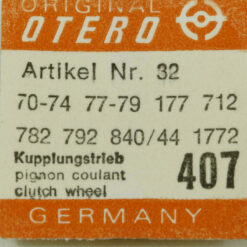 ORIGINAL
OTERO
Artikel Nr. 32
70-74 77-79 177 712
782 792 840/44 1772
Kupplungstrieb
pignon coulant
clutch wheel
407
GERMANY